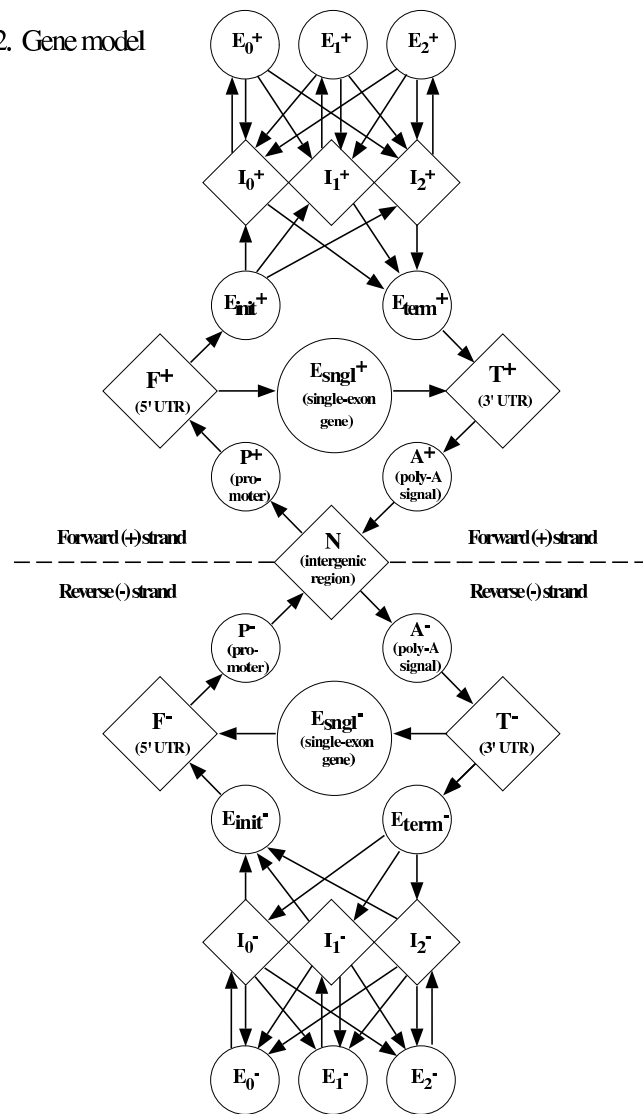 2. Gene model
E0+ E1+ E2+
I0+ I1+ I2+
Einit+ Eterm+
F+
(5' UTR)
Esngl+
(single-exon
gene)
T+
(3' UTR)
P+
(pro-
moter)
A+
(poly-A
signal)
Forward (+) strand
N
(intergenic
region)
Forward (+) strand
Reverse (-) strand
Reverse (-) strand
P-
(pro-
moter)
A-
(poly-A
signal)
F-
(5' UTR)
Esngl-
(single-exon
gene)
T-
(3' UTR)
Einit- Eterm-
I0- I1- I2-
E0- E1- E2-